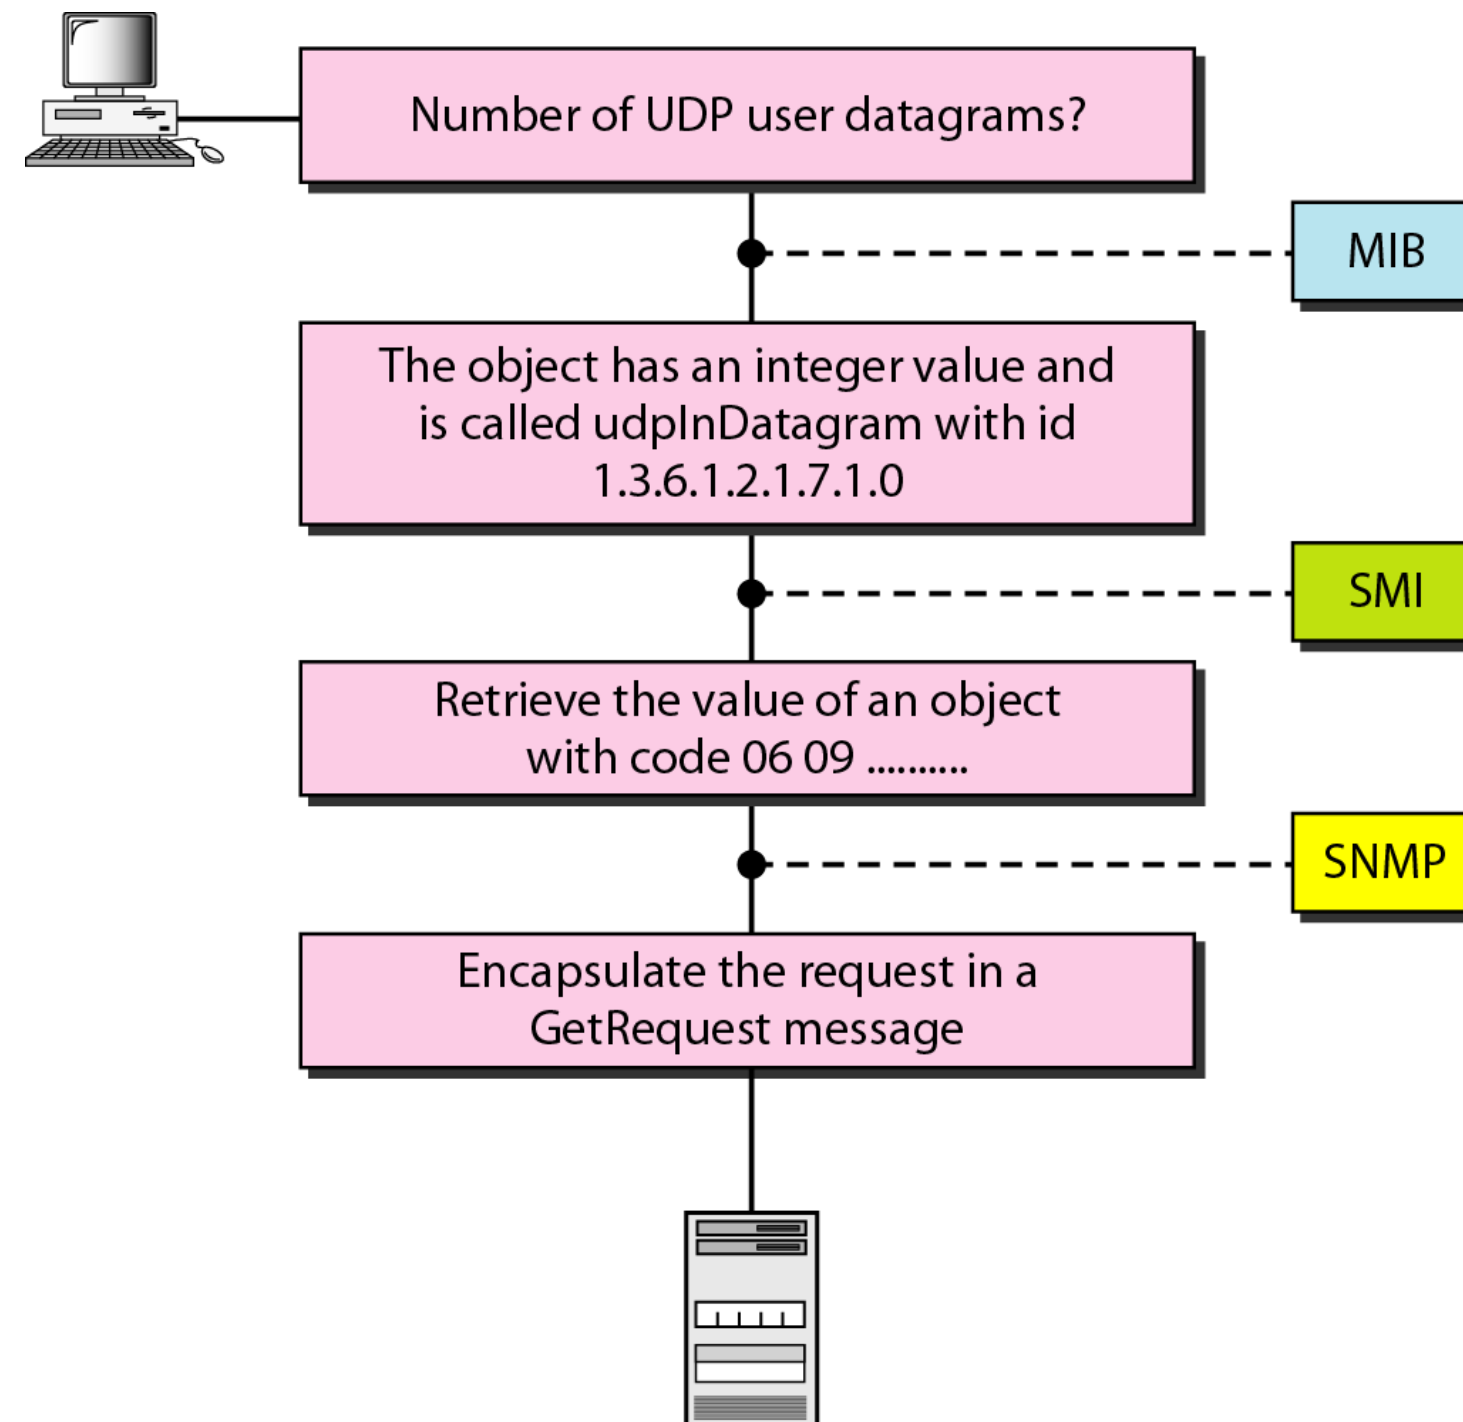 Number of UDP user datagrams?
MIB
The object has an integer value and
is called udpInDatagram with id
1.3.6.1.2.1.7.1.0
SMI
Retrieve the value of an object
with code 06 09 ..........
SNMP
Encapsulate the request in a
GetRequest message